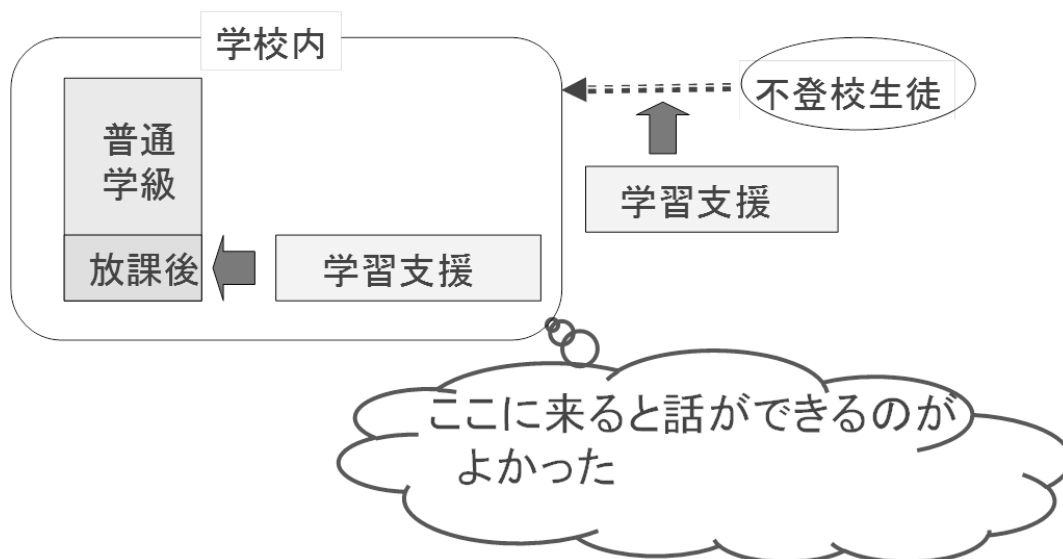 学校内
普通
学級
放課後
学習支援
不登校生徒
学習支援
ここに来ると話ができるのが
よかった